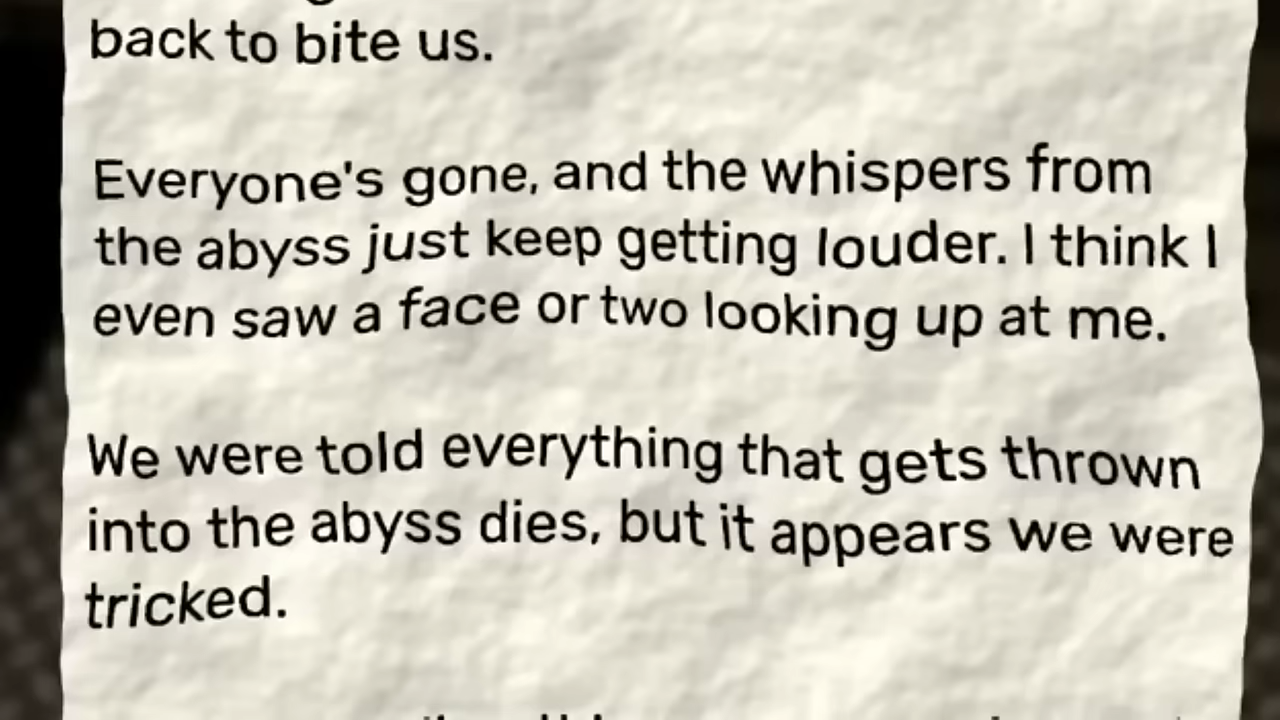 back to bite us.
Everyone's gone, and the whispers from
the abyss just keep getting louder. I think I
even saw a face or two looking up at me.
We were told everything that gets thrown
into the abyss dies, but it appears we were
tricked.